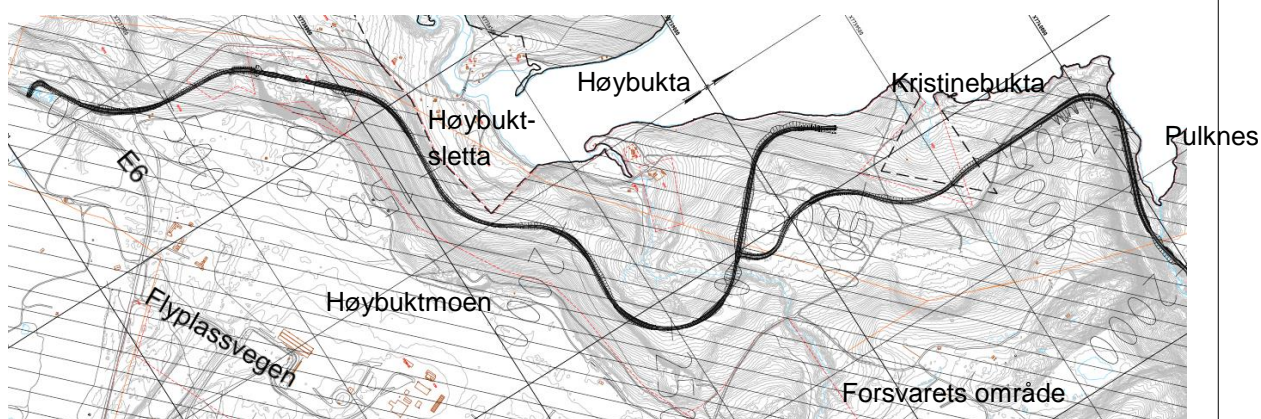 Høybukta
Kristinebukta
Høybukt-
sletta
Pulknes
E6
Høybuktmoen
Flyplassvegen
Forsvarets område